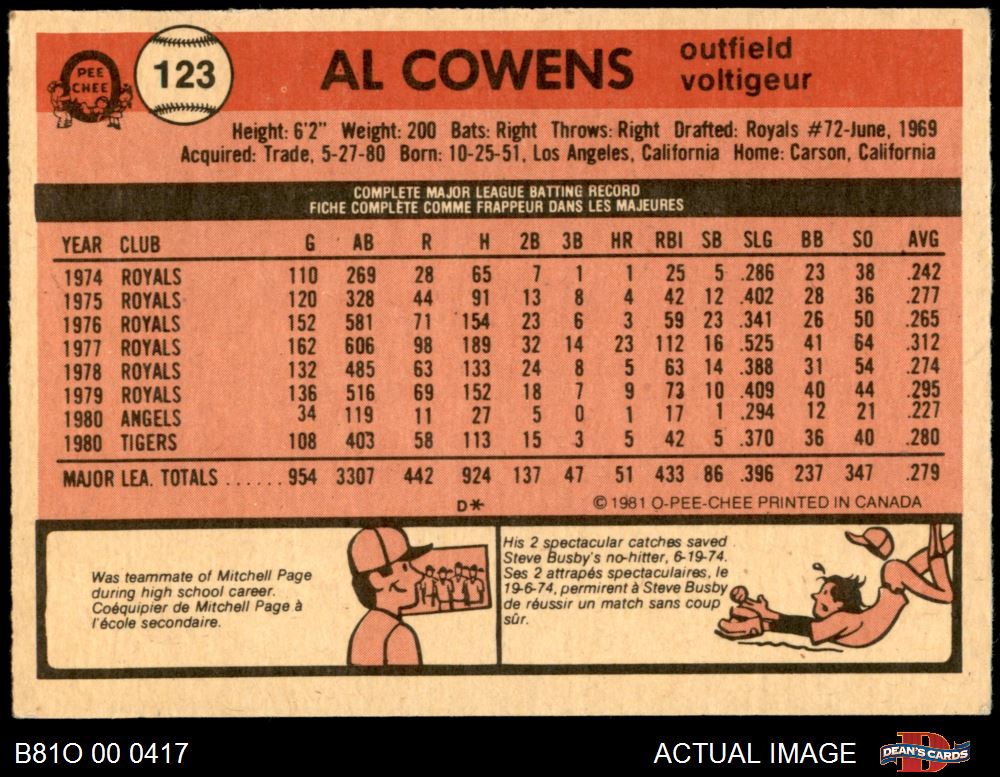 PEE
CHEE
123
AL COWENS
outfield
voltigeur
Height: 6'2" Weight: 200 Bats: Right Throws: Right Drafted: Royals #72-June, 1969
Acquired: Trade, 5-27-80 Born: 10-25-51, Los Angeles, California Home: Carson, California
COMPLETE MAJOR LEAGUE BATTING RECORD
FICHE COMPLÈTE COMME FRAPPEUR DANS LES MAJEURES
YEAR CLUB G AB R H 2B 3B HR RBI SB SLG BB SO AVG
1974 ROYALS 110 269 28 65 7 1 1 25 5 .286 23 38 .242
1975 ROYALS 120 328 44 91 13 8 4 42 12 .402 28 36 .277
1976 ROYALS 152 581 71 154 23 6 3 59 23 .341 26 50 .265
1977 ROYALS 162 606 98 189 32 14 23 112 16 .525 41 64 .312
1978 ROYALS 132 485 63 133 24 8 5 63 14 .388 31 54 .274
1979 ROYALS 136 516 69 152 18 7 9 73 10 .409 40 44 .295
1980 ANGELS 34 119 11 27 5 0 1 17 1 .294 12 21 .227
1980 TIGERS 108 403 58 113 15 3 5 42 5 .370 36 40 .280
MAJOR LEA. TOTALS ...... 954 3307 442 924 137 47 51 433 86 .396 237 347 .279
D*
© 1981 O-PEE-CHEE PRINTED IN CANADA
Was teammate of Mitchell Page
during high school career.
Coéquipier de Mitchell Page à
l'école secondaire.
His 2 spectacular catches saved
Steve Busby's no-hitter, 6-19-74.
Ses 2 attrapés spectaculaires, le
19-6-74, permirent à Steve Busby
de réussir un match sans coup
sûr.
B81O 00 0417
ACTUAL IMAGE
DEAN'S CARDS